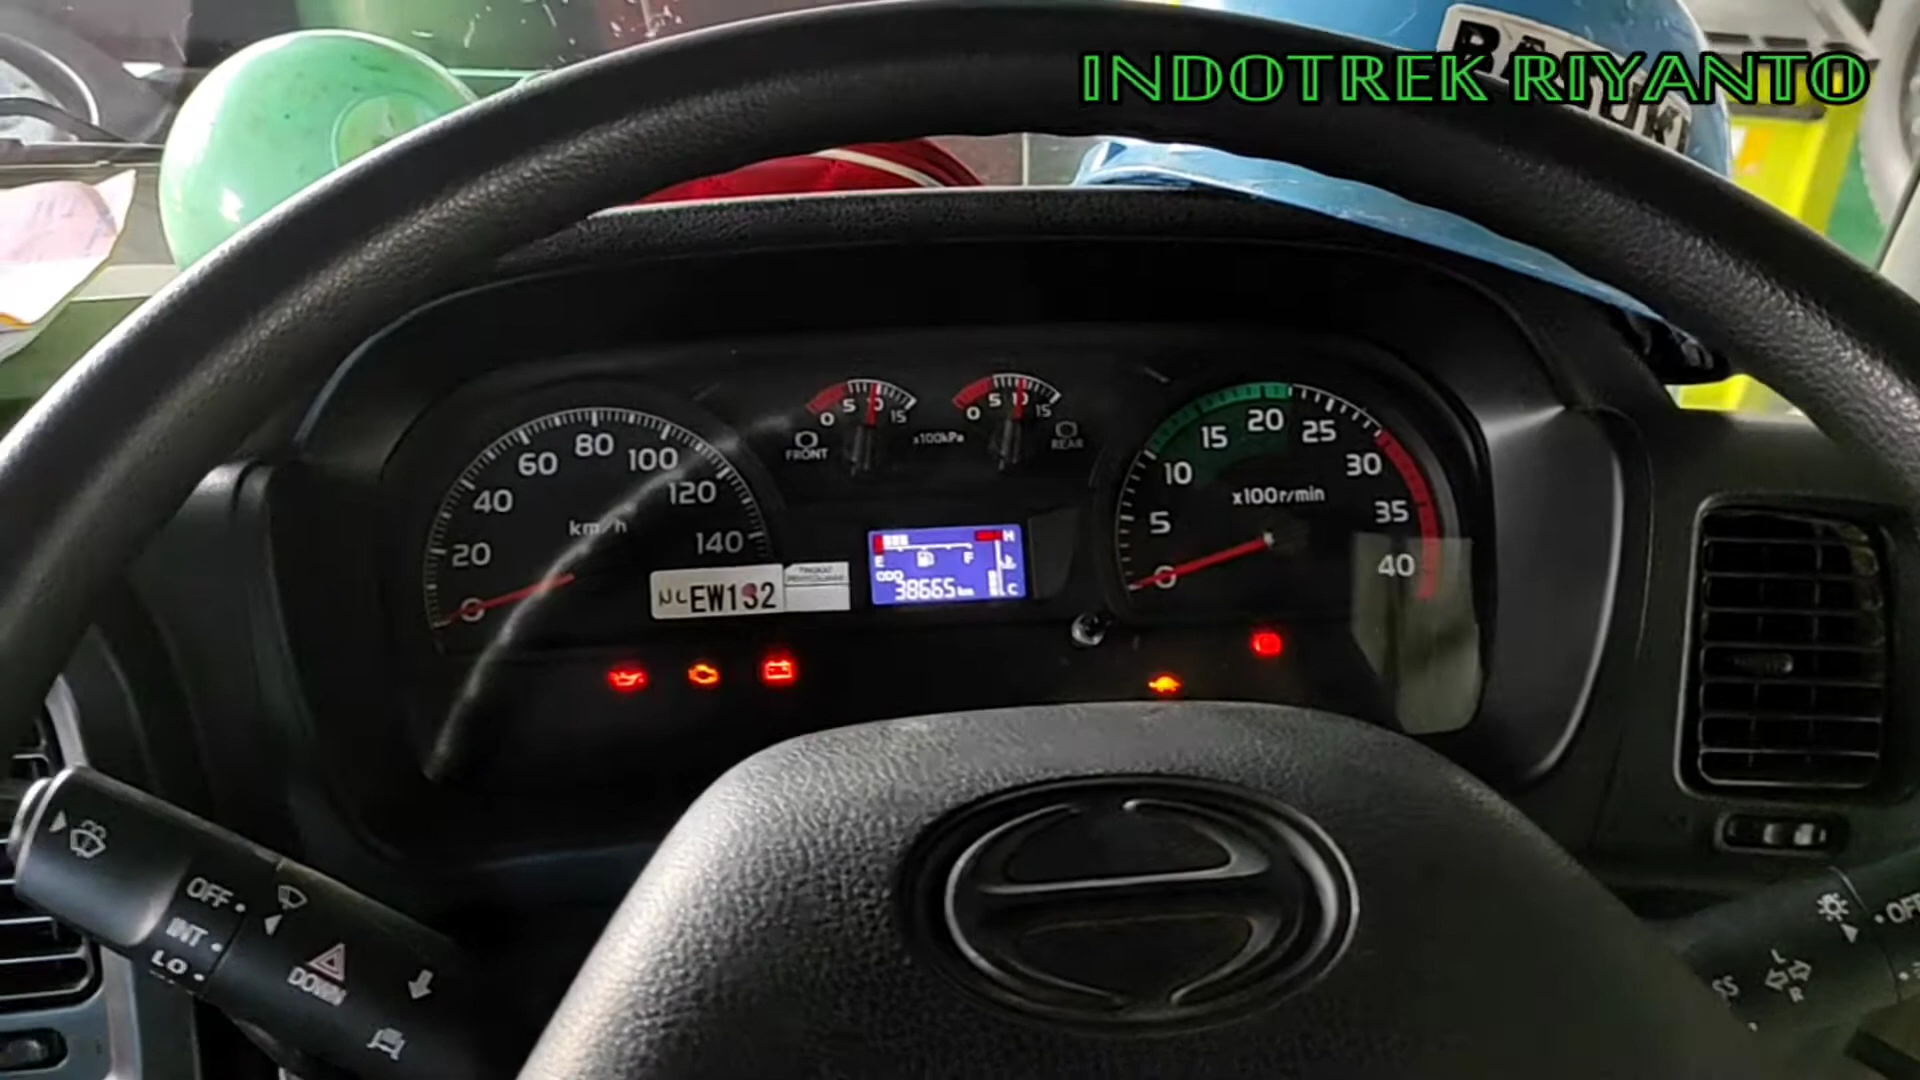 INDOTREK RIYANTO
0 20 40 60 80 100 120 140
km/h
0 5 10 15
FRONT
x100kPa
0 5 10 15
REAR
0 5 10 15 20 25 30 35 40
x100r/min
E F H C
ODO
38665 km
NC EW132
OFF
INT
LO
DOWN
OFF
L
R
SS